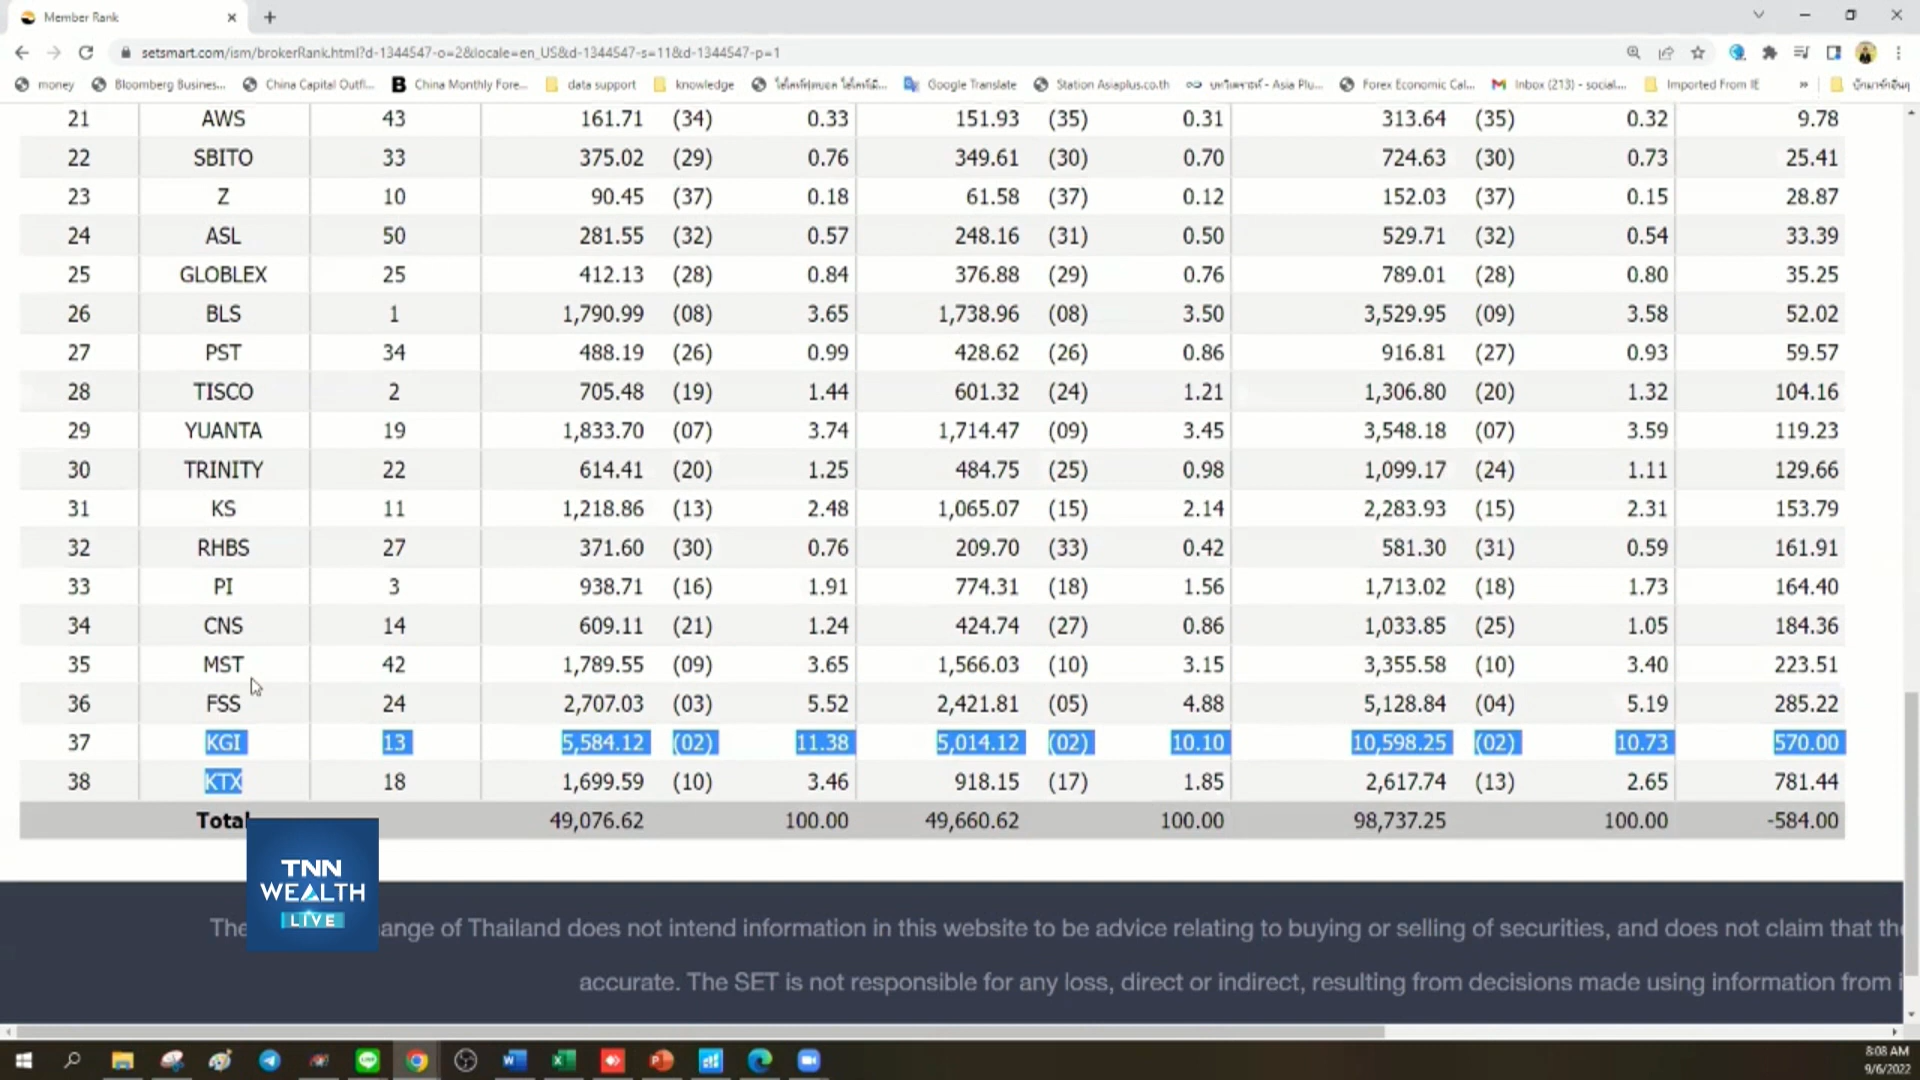 Member Rank
setsmart.com/ism/brokerRank.html?d-1344547-o=2&locale=en_US&d-1344547-s=11&d-1344547-p=1
money Bloomberg Busines... China Capital Outfl... China Monthly Fore... data support knowledge Google Translate Station Asiaplus.co.th บทวิเคราะห์ - Asia Plu... Forex Economic Cal... Inbox (213) - social... Imported From IE »
21 AWS 43 161.71 (34) 0.33 151.93 (35) 0.31 313.64 (35) 0.32 9.78
22 SBITO 33 375.02 (29) 0.76 349.61 (30) 0.70 724.63 (30) 0.73 25.41
23 Z 10 90.45 (37) 0.18 61.58 (37) 0.12 152.03 (37) 0.15 28.87
24 ASL 50 281.55 (32) 0.57 248.16 (31) 0.50 529.71 (32) 0.54 33.39
25 GLOBLEX 25 412.13 (28) 0.84 376.88 (29) 0.76 789.01 (28) 0.80 35.25
26 BLS 1 1,790.99 (08) 3.65 1,738.96 (08) 3.50 3,529.95 (09) 3.58 52.02
27 PST 34 488.19 (26) 0.99 428.62 (26) 0.86 916.81 (27) 0.93 59.57
28 TISCO 2 705.48 (19) 1.44 601.32 (24) 1.21 1,306.80 (20) 1.32 104.16
29 YUANTA 19 1,833.70 (07) 3.74 1,714.47 (09) 3.45 3,548.18 (07) 3.59 119.23
30 TRINITY 22 614.41 (20) 1.25 484.75 (25) 0.98 1,099.17 (24) 1.11 129.66
31 KS 11 1,218.86 (13) 2.48 1,065.07 (15) 2.14 2,283.93 (15) 2.31 153.79
32 RHBS 27 371.60 (30) 0.76 209.70 (33) 0.42 581.30 (31) 0.59 161.91
33 PI 3 938.71 (16) 1.91 774.31 (18) 1.56 1,713.02 (18) 1.73 164.40
34 CNS 14 609.11 (21) 1.24 424.74 (27) 0.86 1,033.85 (25) 1.05 184.36
35 MST 42 1,789.55 (09) 3.65 1,566.03 (10) 3.15 3,355.58 (10) 3.40 223.51
36 FSS 24 2,707.03 (03) 5.52 2,421.81 (05) 4.88 5,128.84 (04) 5.19 285.22
37 KGI 13 5,584.12 (02) 11.38 5,014.12 (02) 10.10 10,598.25 (02) 10.73 570.00
38 KTX 18 1,699.59 (10) 3.46 918.15 (17) 1.85 2,617.74 (13) 2.65 781.44
Total 49,076.62 100.00 49,660.62 100.00 98,737.25 100.00 -584.00
TNN
WEALTH
LIVE
The ange of Thailand does not intend information in this website to be advice relating to buying or selling of securities, and does not claim that the
accurate. The SET is not responsible for any loss, direct or indirect, resulting from decisions made using information from i
8:08 AM
9/6/2022